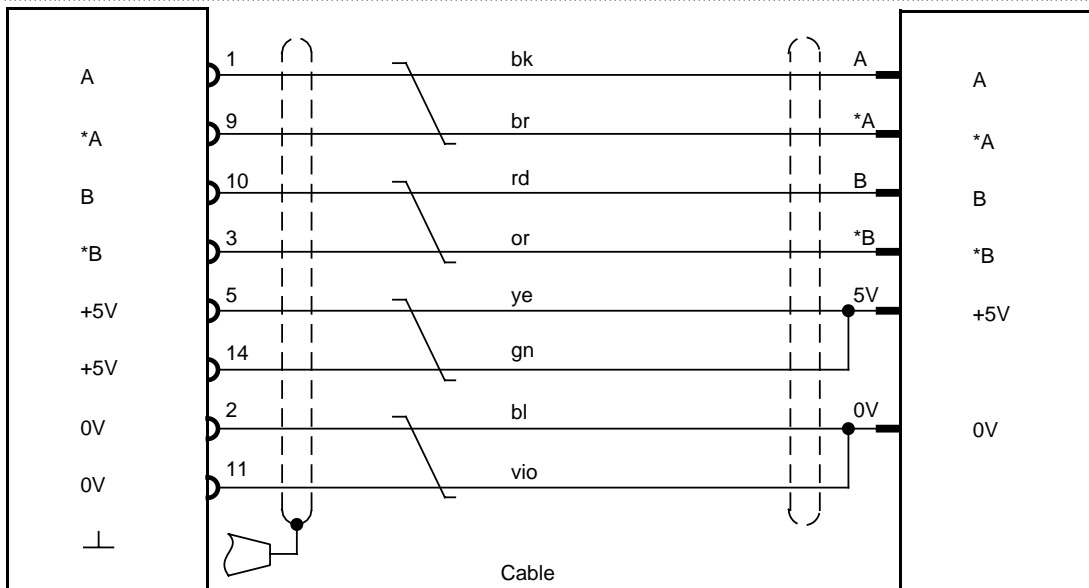 A 1 bk A A
*A 9 br *A *A
B 10 rd B B
*B 3 or *B *B
+5V 5 ye 5V +5V
+5V 14 gn
0V 2 bl 0V 0V
0V 11 vio
Cable